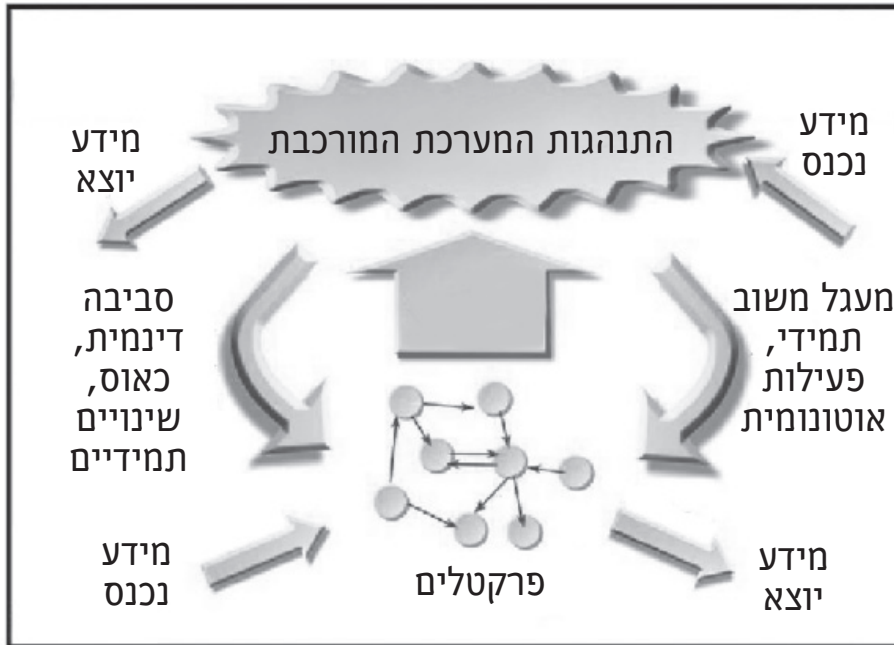 התנהגות המערכת המורכבת
מידע
נכנס
מידע
יוצא
מעגל משוב
תמידי,
פעילות
אוטונומית
סביבה
דינמית,
כאוס,
שינויים
תמידיים
מידע
יוצא
פרקטלים
מידע
נכנס